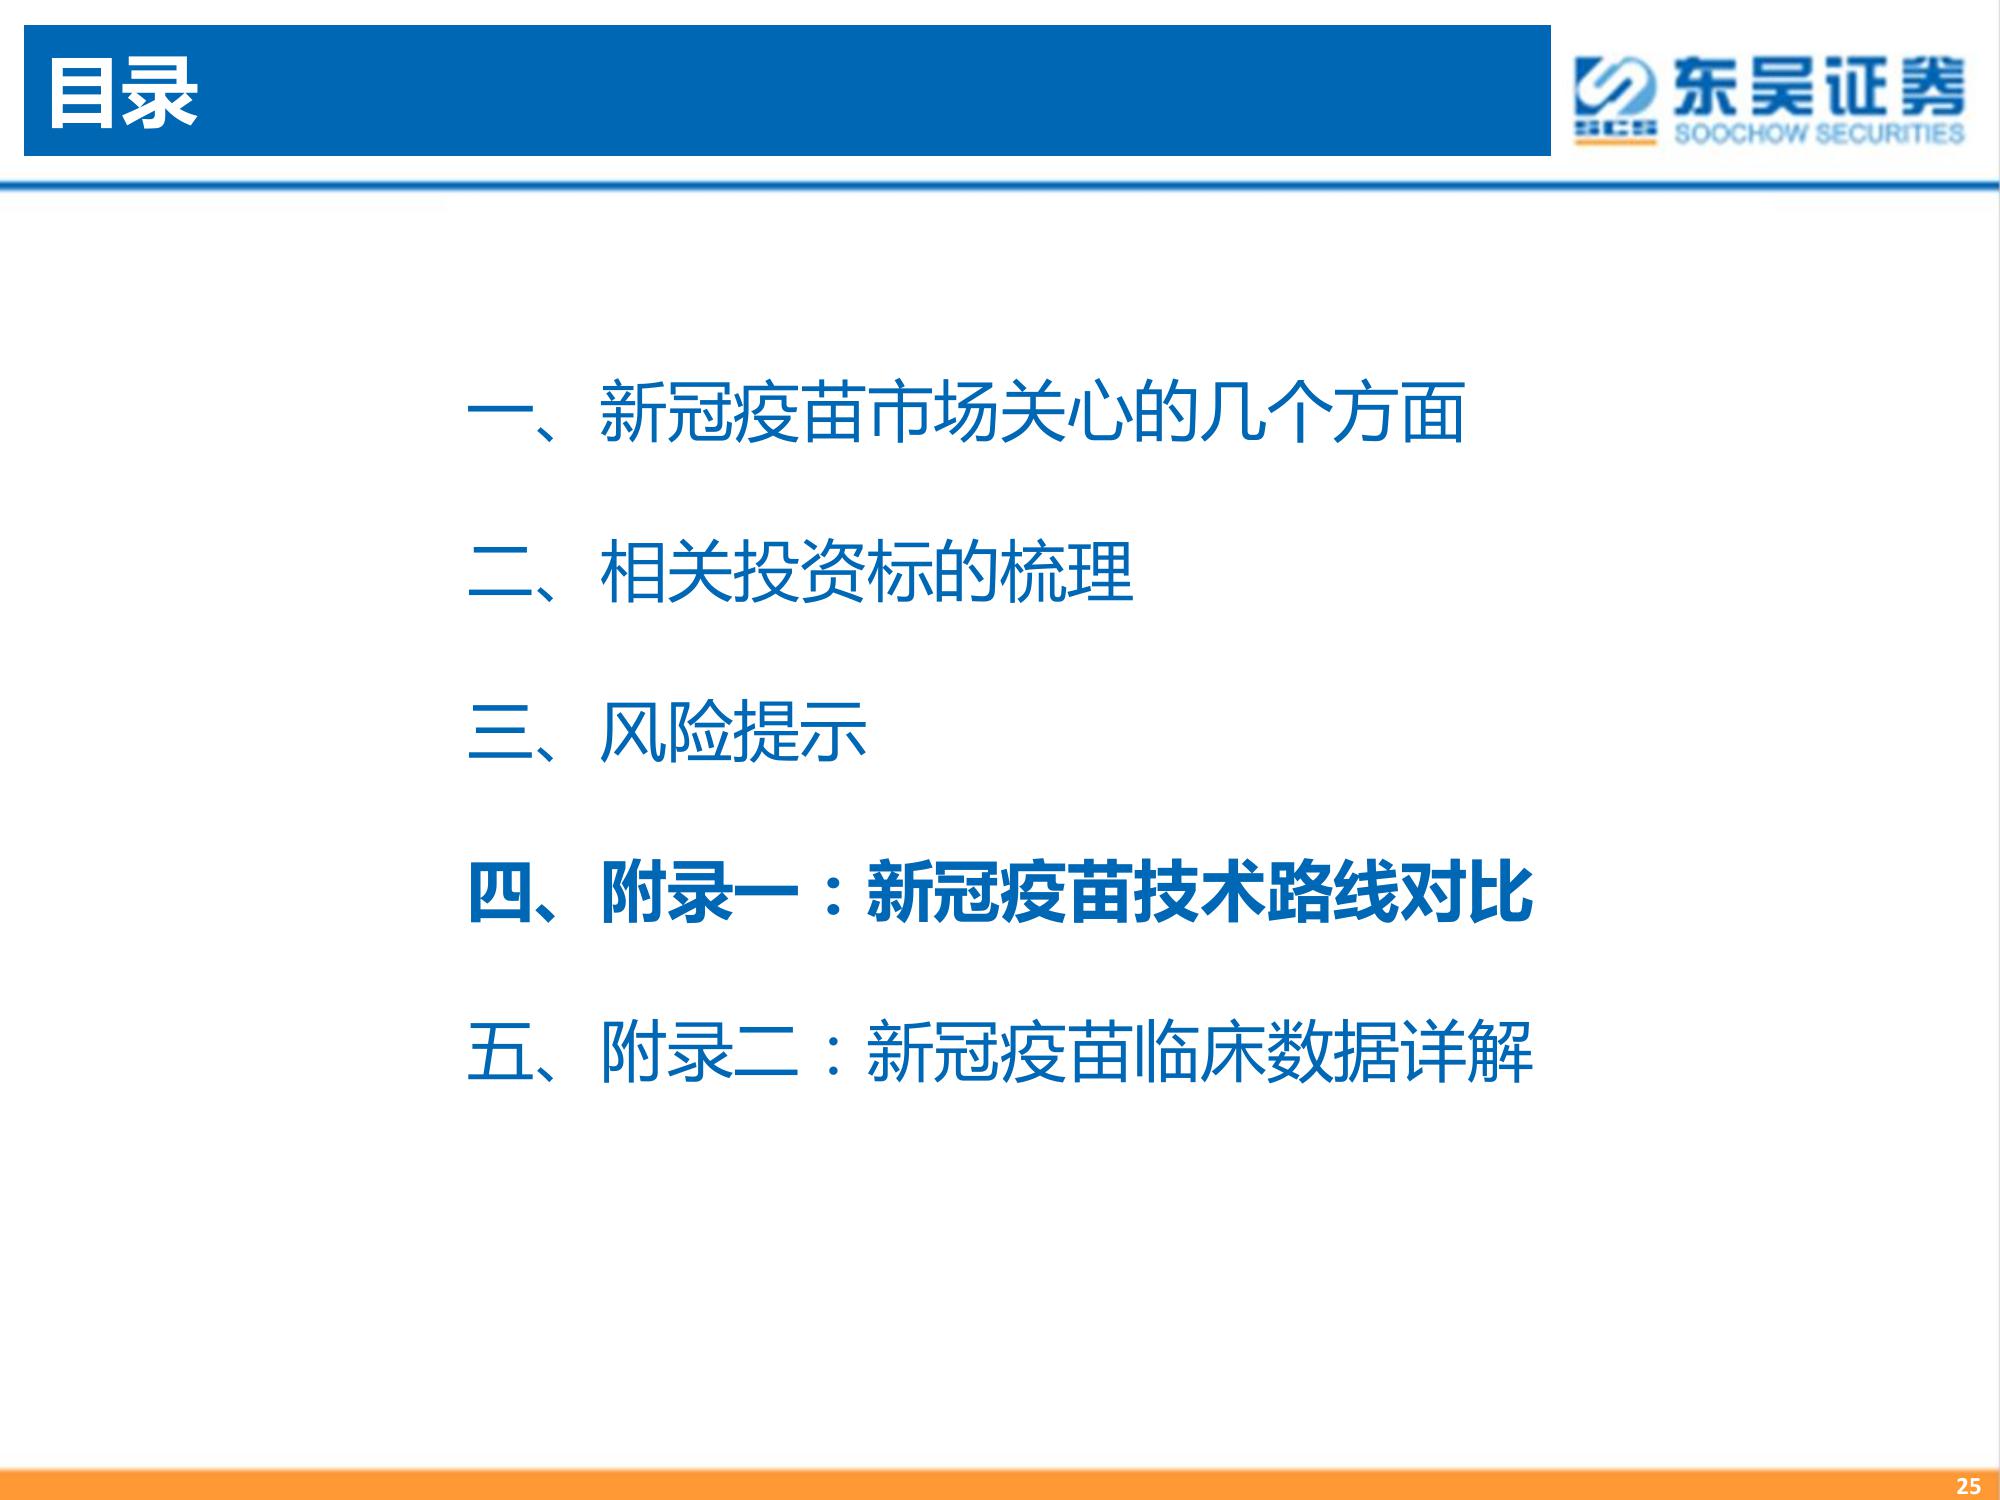 目录
东吴证券
SCS
SOOCHOW SECURITIES
一、新冠疫苗市场关心的几个方面
二、相关投资标的梳理
三、风险提示
四、附录一：新冠疫苗技术路线对比
五、附录二：新冠疫苗临床数据详解
25